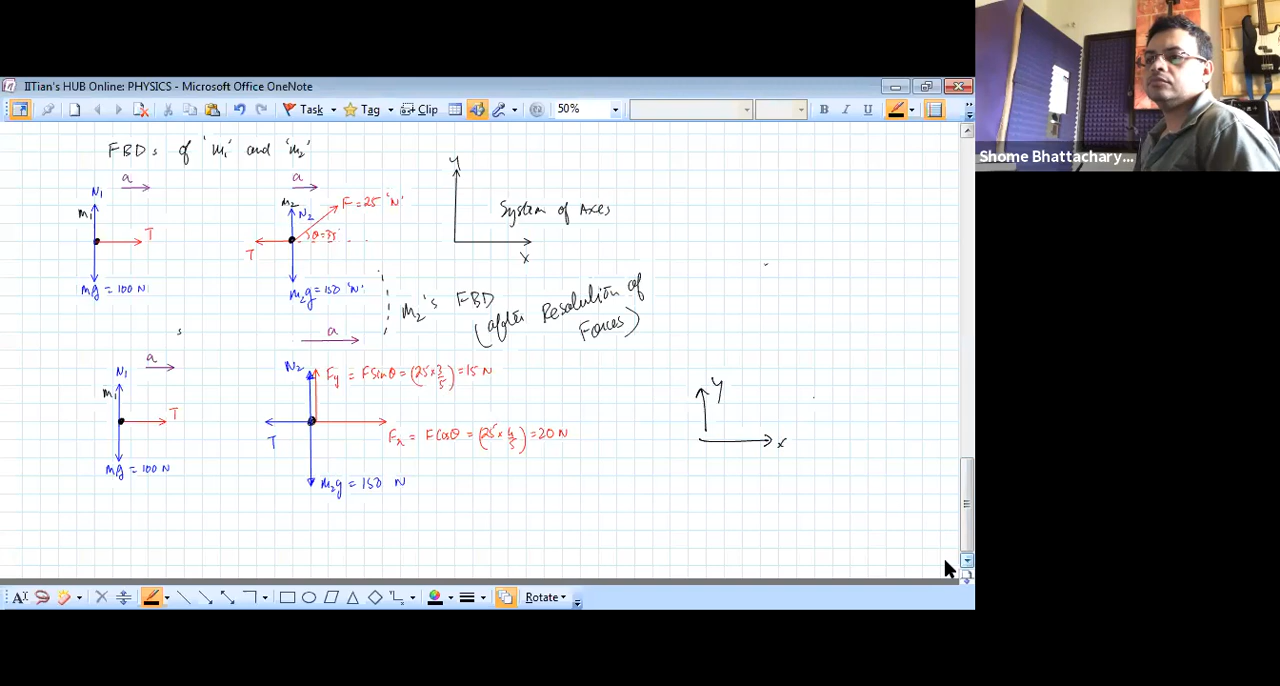 IITian's HUB Online: PHYSICS - Microsoft Office OneNote
Task
Tag
Clip
50%
B I U
FBDs of 'm₁' and 'm₂'
a
N₁
m₁
T
Mg = 100 N
a
m₂
N₂
F = 25 'N'
T
m₂g = 150 'N'
y
System of Axes
x
m₂'s FBD
(after Resolution of
Forces)
a
N₁
m₁
T
Mg = 100 N
a
N₂
Fy = Fsinθ = (25 × 3/5) = 15 N
T
Fx = Fcosθ = (25 × 4/5) = 20 N
m₂g = 150 N
y
x
A
Rotate
Shome Bhattachary...